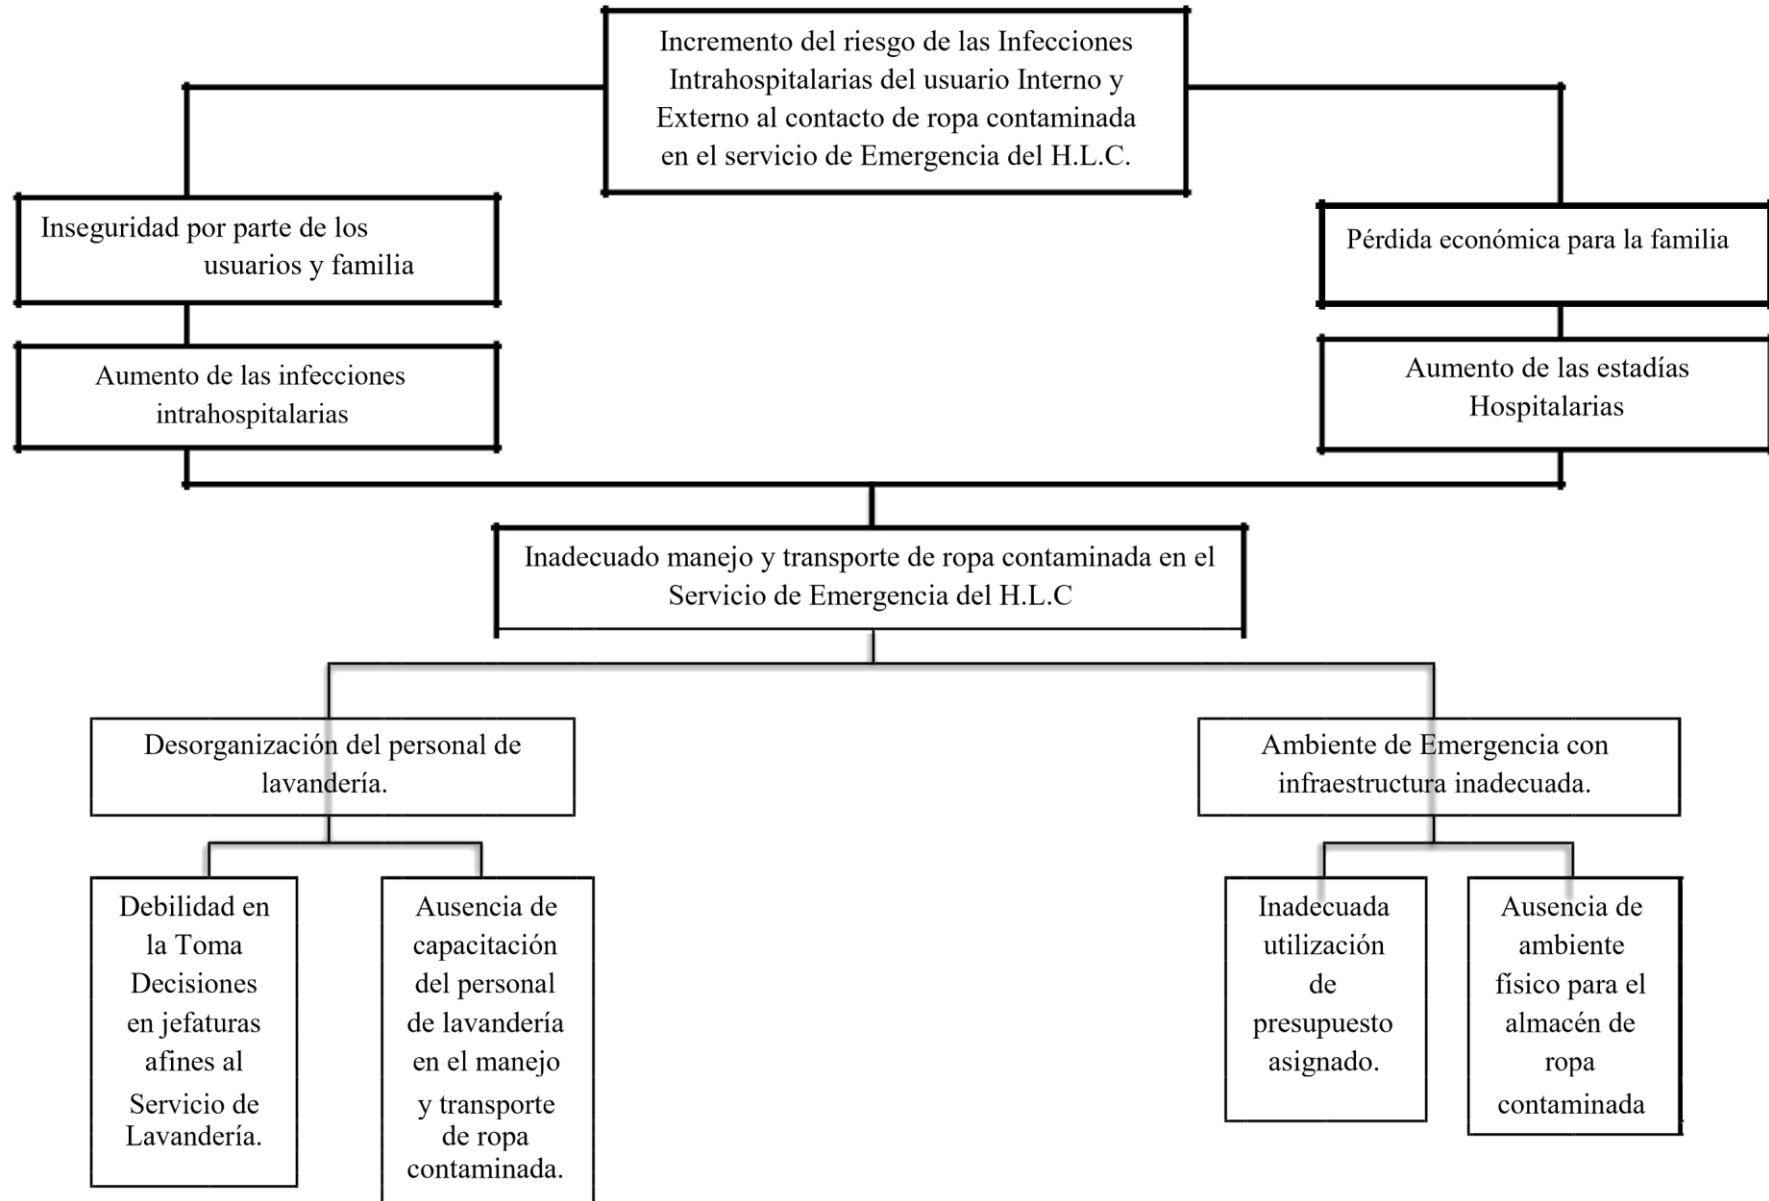 Incremento del riesgo de las Infecciones
Intrahospitalarias del usuario Interno y
Externo al contacto de ropa contaminada
en el servicio de Emergencia del H.L.C.
Inseguridad por parte de los
usuarios y familia
Pérdida económica para la familia
Aumento de las infecciones
intrahospitalarias
Aumento de las estadías
Hospitalarias
Inadecuado manejo y transporte de ropa contaminada en el
Servicio de Emergencia del H.L.C
Desorganización del personal de
lavandería.
Ambiente de Emergencia con
infraestructura inadecuada.
Debilidad en
la Toma
Decisiones
en jefaturas
afines al
Servicio de
Lavandería.
Ausencia de
capacitación
del personal
de lavandería
en el manejo
y transporte
de ropa
contaminada.
Inadecuada
utilización
de
presupuesto
asignado.
Ausencia de
ambiente
físico para el
almacén de
ropa
contaminada